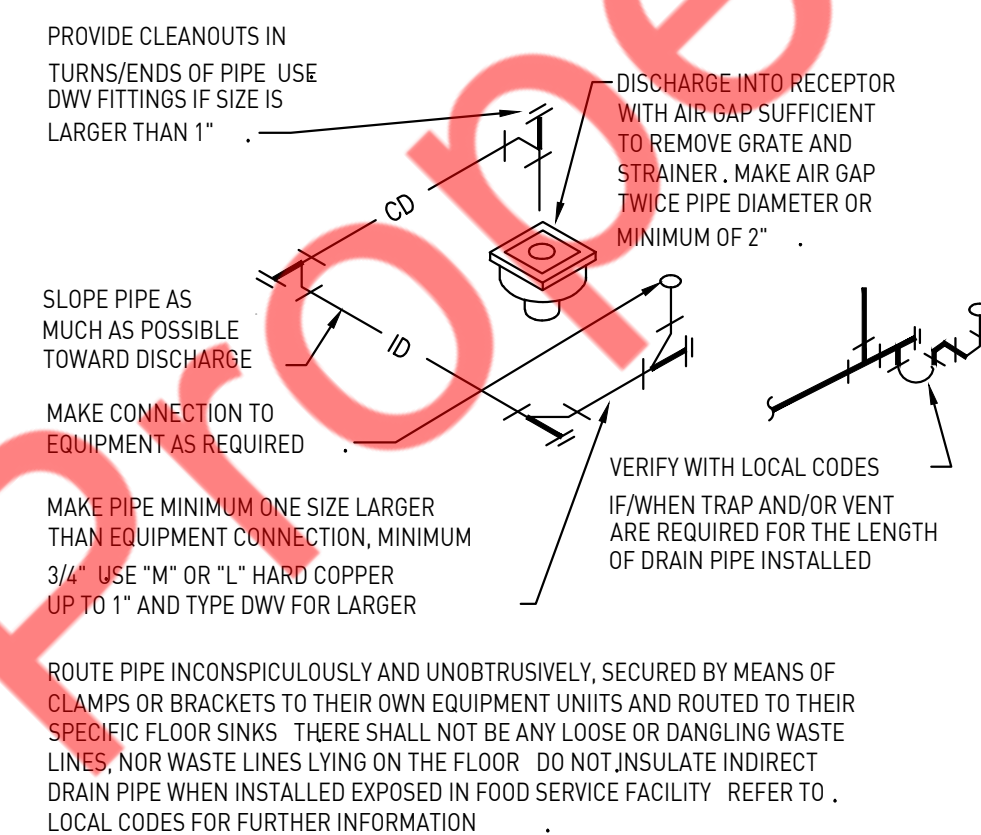 PROVIDE CLEANOUTS IN
TURNS/ENDS OF PIPE USE.
DWV FITTINGS IF SIZE IS
LARGER THAN 1" .
DISCHARGE INTO RECEPTOR
WITH AIR GAP SUFFICIENT
TO REMOVE GRATE AND
STRAINER . MAKE AIR GAP
TWICE PIPE DIAMETER OR
MINIMUM OF 2" .
CD
SLOPE PIPE AS
MUCH AS POSSIBLE
TOWARD DISCHARGE
ID
MAKE CONNECTION TO
EQUIPMENT AS REQUIRED .
VERIFY WITH LOCAL CODES
IF/WHEN TRAP AND/OR VENT
ARE REQUIRED FOR THE LENGTH
OF DRAIN PIPE INSTALLED
MAKE PIPE MINIMUM ONE SIZE LARGER
THAN EQUIPMENT CONNECTION, MINIMUM
3/4" . USE "M" OR "L" HARD COPPER
UP TO 1" AND TYPE DWV FOR LARGER
ROUTE PIPE INCONSPICULOUSLY AND UNOBTRUSIVELY, SECURED BY MEANS OF
CLAMPS OR BRACKETS TO THEIR OWN EQUIPMENT UNIITS AND ROUTED TO THEIR
SPECIFIC FLOOR SINKS THERE SHALL NOT BE ANY LOOSE OR DANGLING WASTE
LINES, NOR WASTE LINES LYING ON THE FLOOR DO NOT.INSULATE INDIRECT
DRAIN PIPE WHEN INSTALLED EXPOSED IN FOOD SERVICE FACILITY REFER TO .
LOCAL CODES FOR FURTHER INFORMATION .
Prope